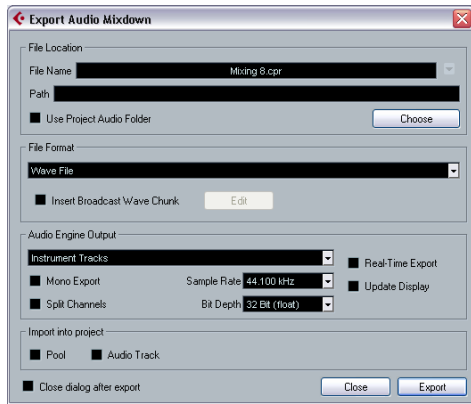 Export Audio Mixdown
File Location
File Name Mixing 8.cpr
Path
Use Project Audio Folder Choose
File Format
Wave File
Insert Broadcast Wave Chunk Edit
Audio Engine Output
Instrument Tracks
Real-Time Export
Mono Export Sample Rate 44.100 kHz
Update Display
Split Channels Bit Depth 32 Bit (float)
Import into project
Pool Audio Track
Close dialog after export Close Export